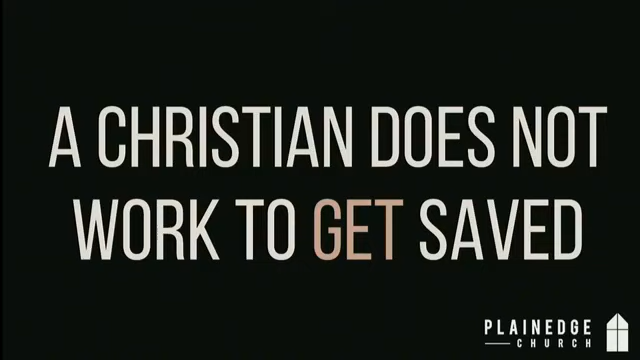 A CHRISTIAN DOES NOT
WORK TO GET SAVED
PLAINEDGE
CHURCH